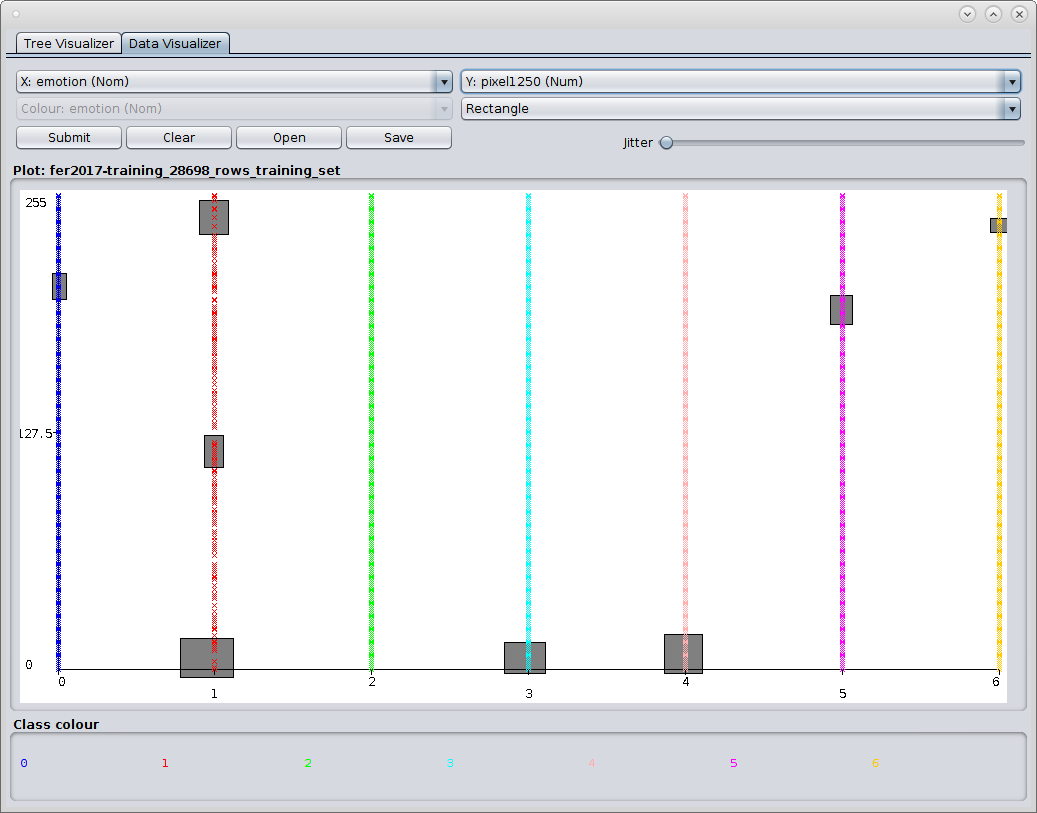 Tree Visualizer Data Visualizer
X: emotion (Nom) Y: pixel1250 (Num)
Colour: emotion (Nom) Rectangle
Submit Clear Open Save Jitter
Plot: fer2017-training_28698_rows_training_set
255
127.5
0
0 2 4 6
1 3 5
Class colour
0 1 2 3 4 5 6